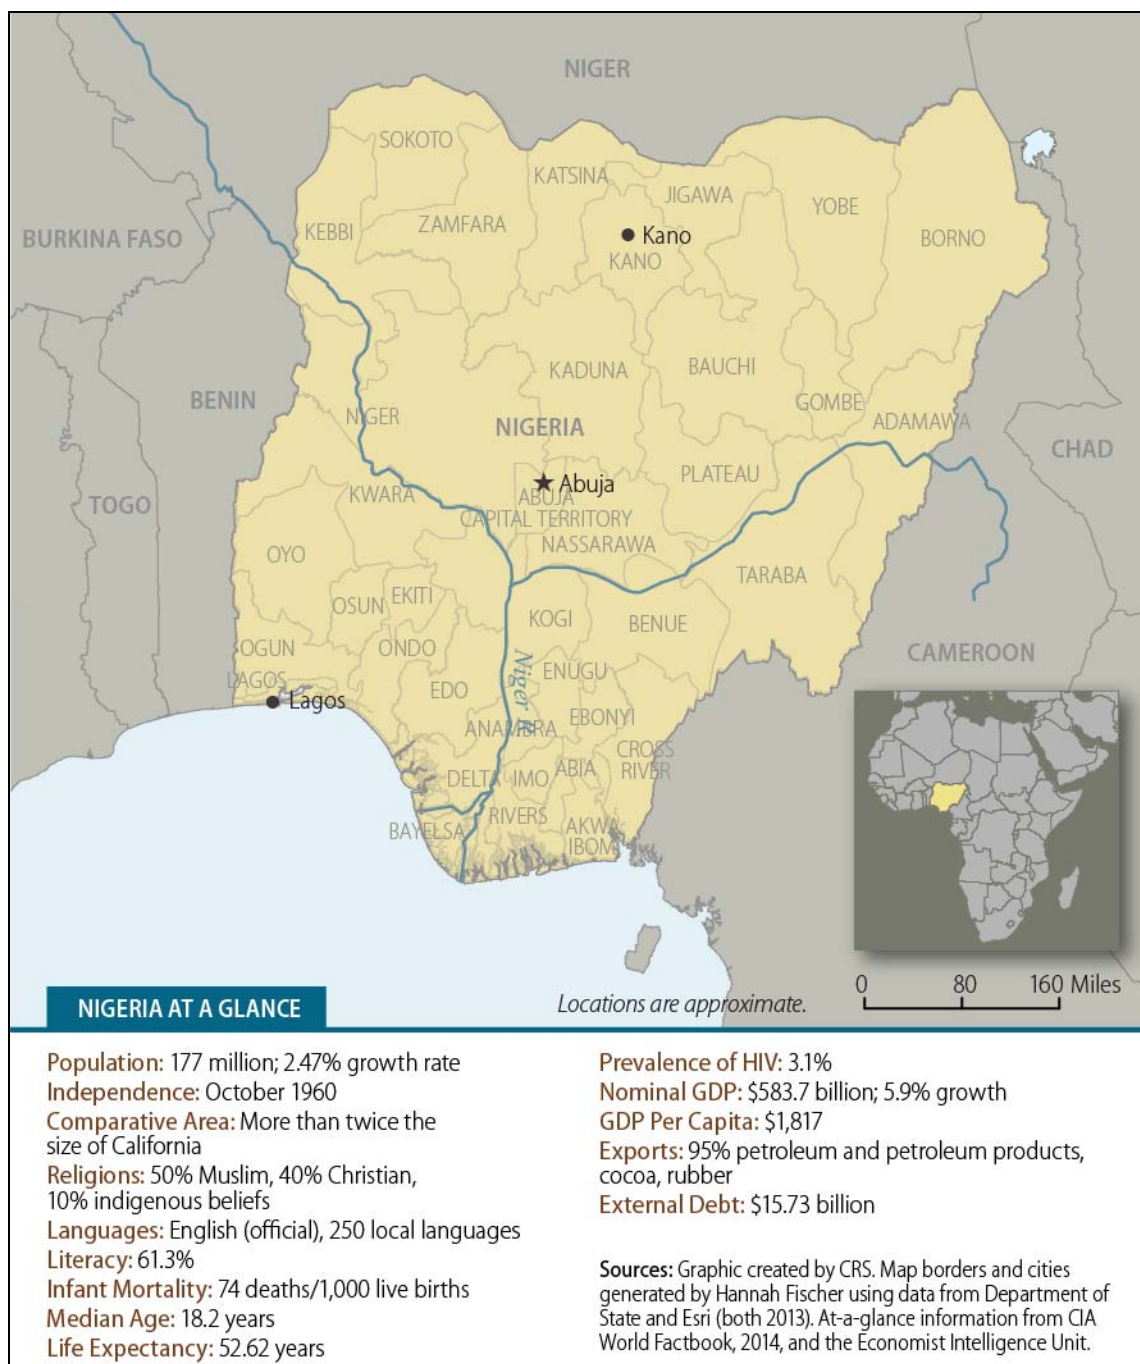 NIGER
SOKOTO
KATSINA
JIGAWA
YOBE
KEBBI
ZAMFARA
Kano
KANO
BORNO
BURKINA FASO
KADUNA
BAUCHI
BENIN
NIGER
NIGERIA
GOMBE
ADAMAWA
CHAD
PLATEAU
TOGO
KWARA
Abuja
ABUJA
CAPITAL TERRITORY
NASSARAWA
OYO
TARABA
OSUN
EKITI
KOGI
BENUE
OGUN
ONDO
CAMEROON
LAGOS
Lagos
EDO
Niger R.
ENUGU
ANAMBRA
EBONYI
CROSS
RIVER
DELTA
IMO
ABIA
BAYELSA
RIVERS
AKWA
IBOM
0 80 160 Miles
Locations are approximate.
NIGERIA AT A GLANCE
Population: 177 million; 2.47% growth rate
Independence: October 1960
Comparative Area: More than twice the
size of California
Religions: 50% Muslim, 40% Christian,
10% indigenous beliefs
Languages: English (official), 250 local languages
Literacy: 61.3%
Infant Mortality: 74 deaths/1,000 live births
Median Age: 18.2 years
Life Expectancy: 52.62 years
Prevalence of HIV: 3.1%
Nominal GDP: $583.7 billion; 5.9% growth
GDP Per Capita: $1,817
Exports: 95% petroleum and petroleum products,
cocoa, rubber
External Debt: $15.73 billion
Sources: Graphic created by CRS. Map borders and cities
generated by Hannah Fischer using data from Department of
State and Esri (both 2013). At-a-glance information from CIA
World Factbook, 2014, and the Economist Intelligence Unit.